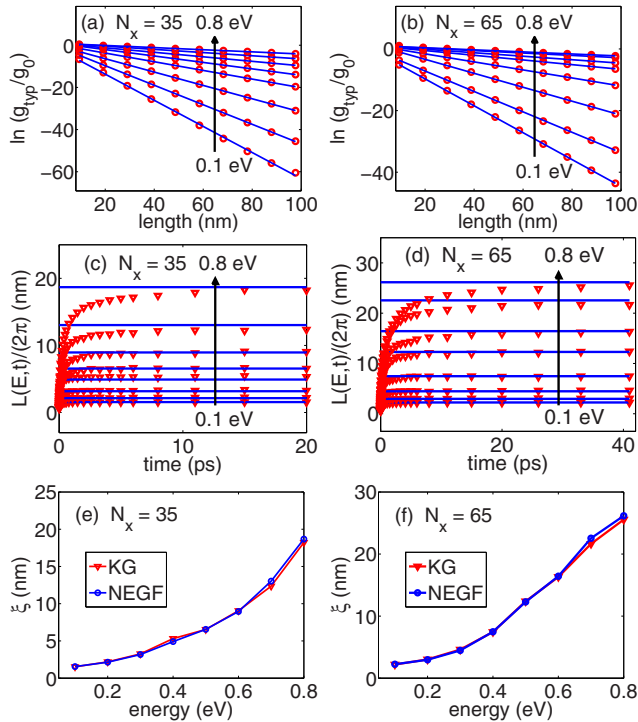 (a) N_x = 35 0.8 eV
0
−20
−40
−60
ln (g_typ/g_0)
0.1 eV
20 40 60 80 100
length (nm)
(b) N_x = 65 0.8 eV
0
−20
−40
ln (g_typ/g_0)
0.1 eV
20 40 60 80 100
length (nm)
(c) N_x = 35 0.8 eV
20
10
0
L(E,t)/(2π) (nm)
0.1 eV
0 10 20
time (ps)
(d) N_x = 65 0.8 eV
30
20
10
0
L(E,t)/(2π) (nm)
0.1 eV
0 20 40
time (ps)
(e) N_x = 35
25
20
15
10
5
0
ξ (nm)
KG
NEGF
0.2 0.4 0.6 0.8
energy (eV)
(f) N_x = 65
30
20
10
0
ξ (nm)
KG
NEGF
0.2 0.4 0.6 0.8
energy (eV)